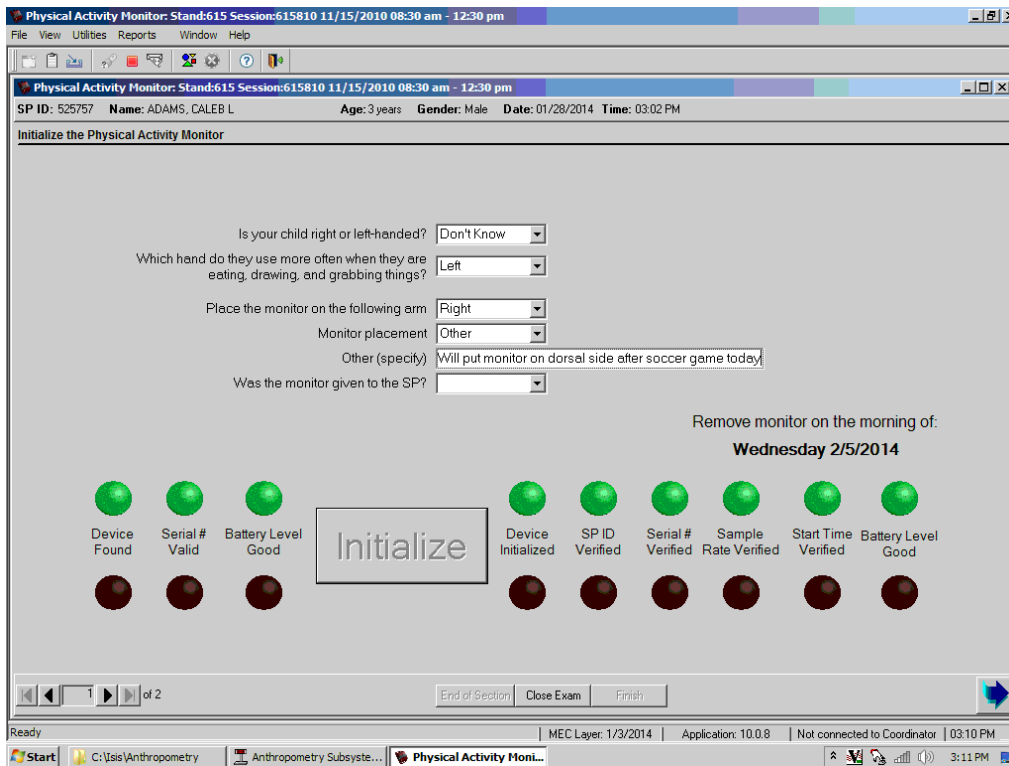 Physical Activity Monitor: Stand:615 Session:615810 11/15/2010 08:30 am - 12:30 pm
File View Utilities Reports Window Help
Physical Activity Monitor: Stand:615 Session:615810 11/15/2010 08:30 am - 12:30 pm
SP ID: 525757 Name: ADAMS, CALEB L Age: 3 years Gender: Male Date: 01/28/2014 Time: 03:02 PM
Initialize the Physical Activity Monitor
Is your child right or left-handed? Don't Know
Which hand do they use more often when they are
eating, drawing, and grabbing things? Left
Place the monitor on the following arm Right
Monitor placement Other
Other (specify) Will put monitor on dorsal side after soccer game today
Was the monitor given to the SP?
Remove monitor on the morning of:
Wednesday 2/5/2014
Device Found
Serial # Valid
Battery Level Good
Initialize
Device Initialized
SP ID Verified
Serial # Verified
Sample Rate Verified
Start Time Verified
Battery Level Good
1 of 2
End of Section Close Exam Finish
Ready MEC Layer: 1/3/2014 Application: 10.0.8 Not connected to Coordinator 03:10 PM
Start C:\Isis\Anthropometry Anthropometry Subsyste... Physical Activity Moni... 3:11 PM